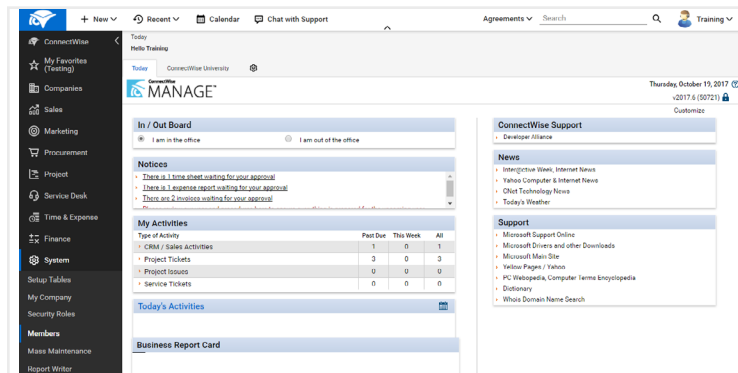 + New
Recent
Calendar
Chat with Support
Agreements
Search
Training
ConnectWise
My Favorites
(Testing)
Companies
Sales
Marketing
Procurement
Project
Service Desk
Time & Expense
Finance
System
Setup Tables
My Company
Security Roles
Members
Mass Maintenance
Report Writer
Today
Hello Training
Today
ConnectWise University
ConnectWise
MANAGE
Thursday, October 19, 2017
v2017.6 (50721)
Customize
In / Out Board
I am in the office
I am out of the office
Notices
There is 1 time sheet waiting for your approval
There is 1 expense report waiting for your approval
There are 2 invoices waiting for your approval
My Activities
Type of Activity Past Due This Week All
CRM / Sales Activities 1 0 1
Project Tickets 3 0 3
Project Issues 0 0 0
Service Tickets 0 0 0
Today's Activities
Business Report Card
ConnectWise Support
Developer Alliance
News
Interactive Week, Internet News
Yahoo Computer & Internet News
CNet Technology News
Today's Weather
Support
Microsoft Support Online
Microsoft Drivers and other Downloads
Microsoft Main Site
Yellow Pages / Yahoo
PC Webopedia, Computer Terms Encyclopedia
Dictionary
Whois Domain Name Search